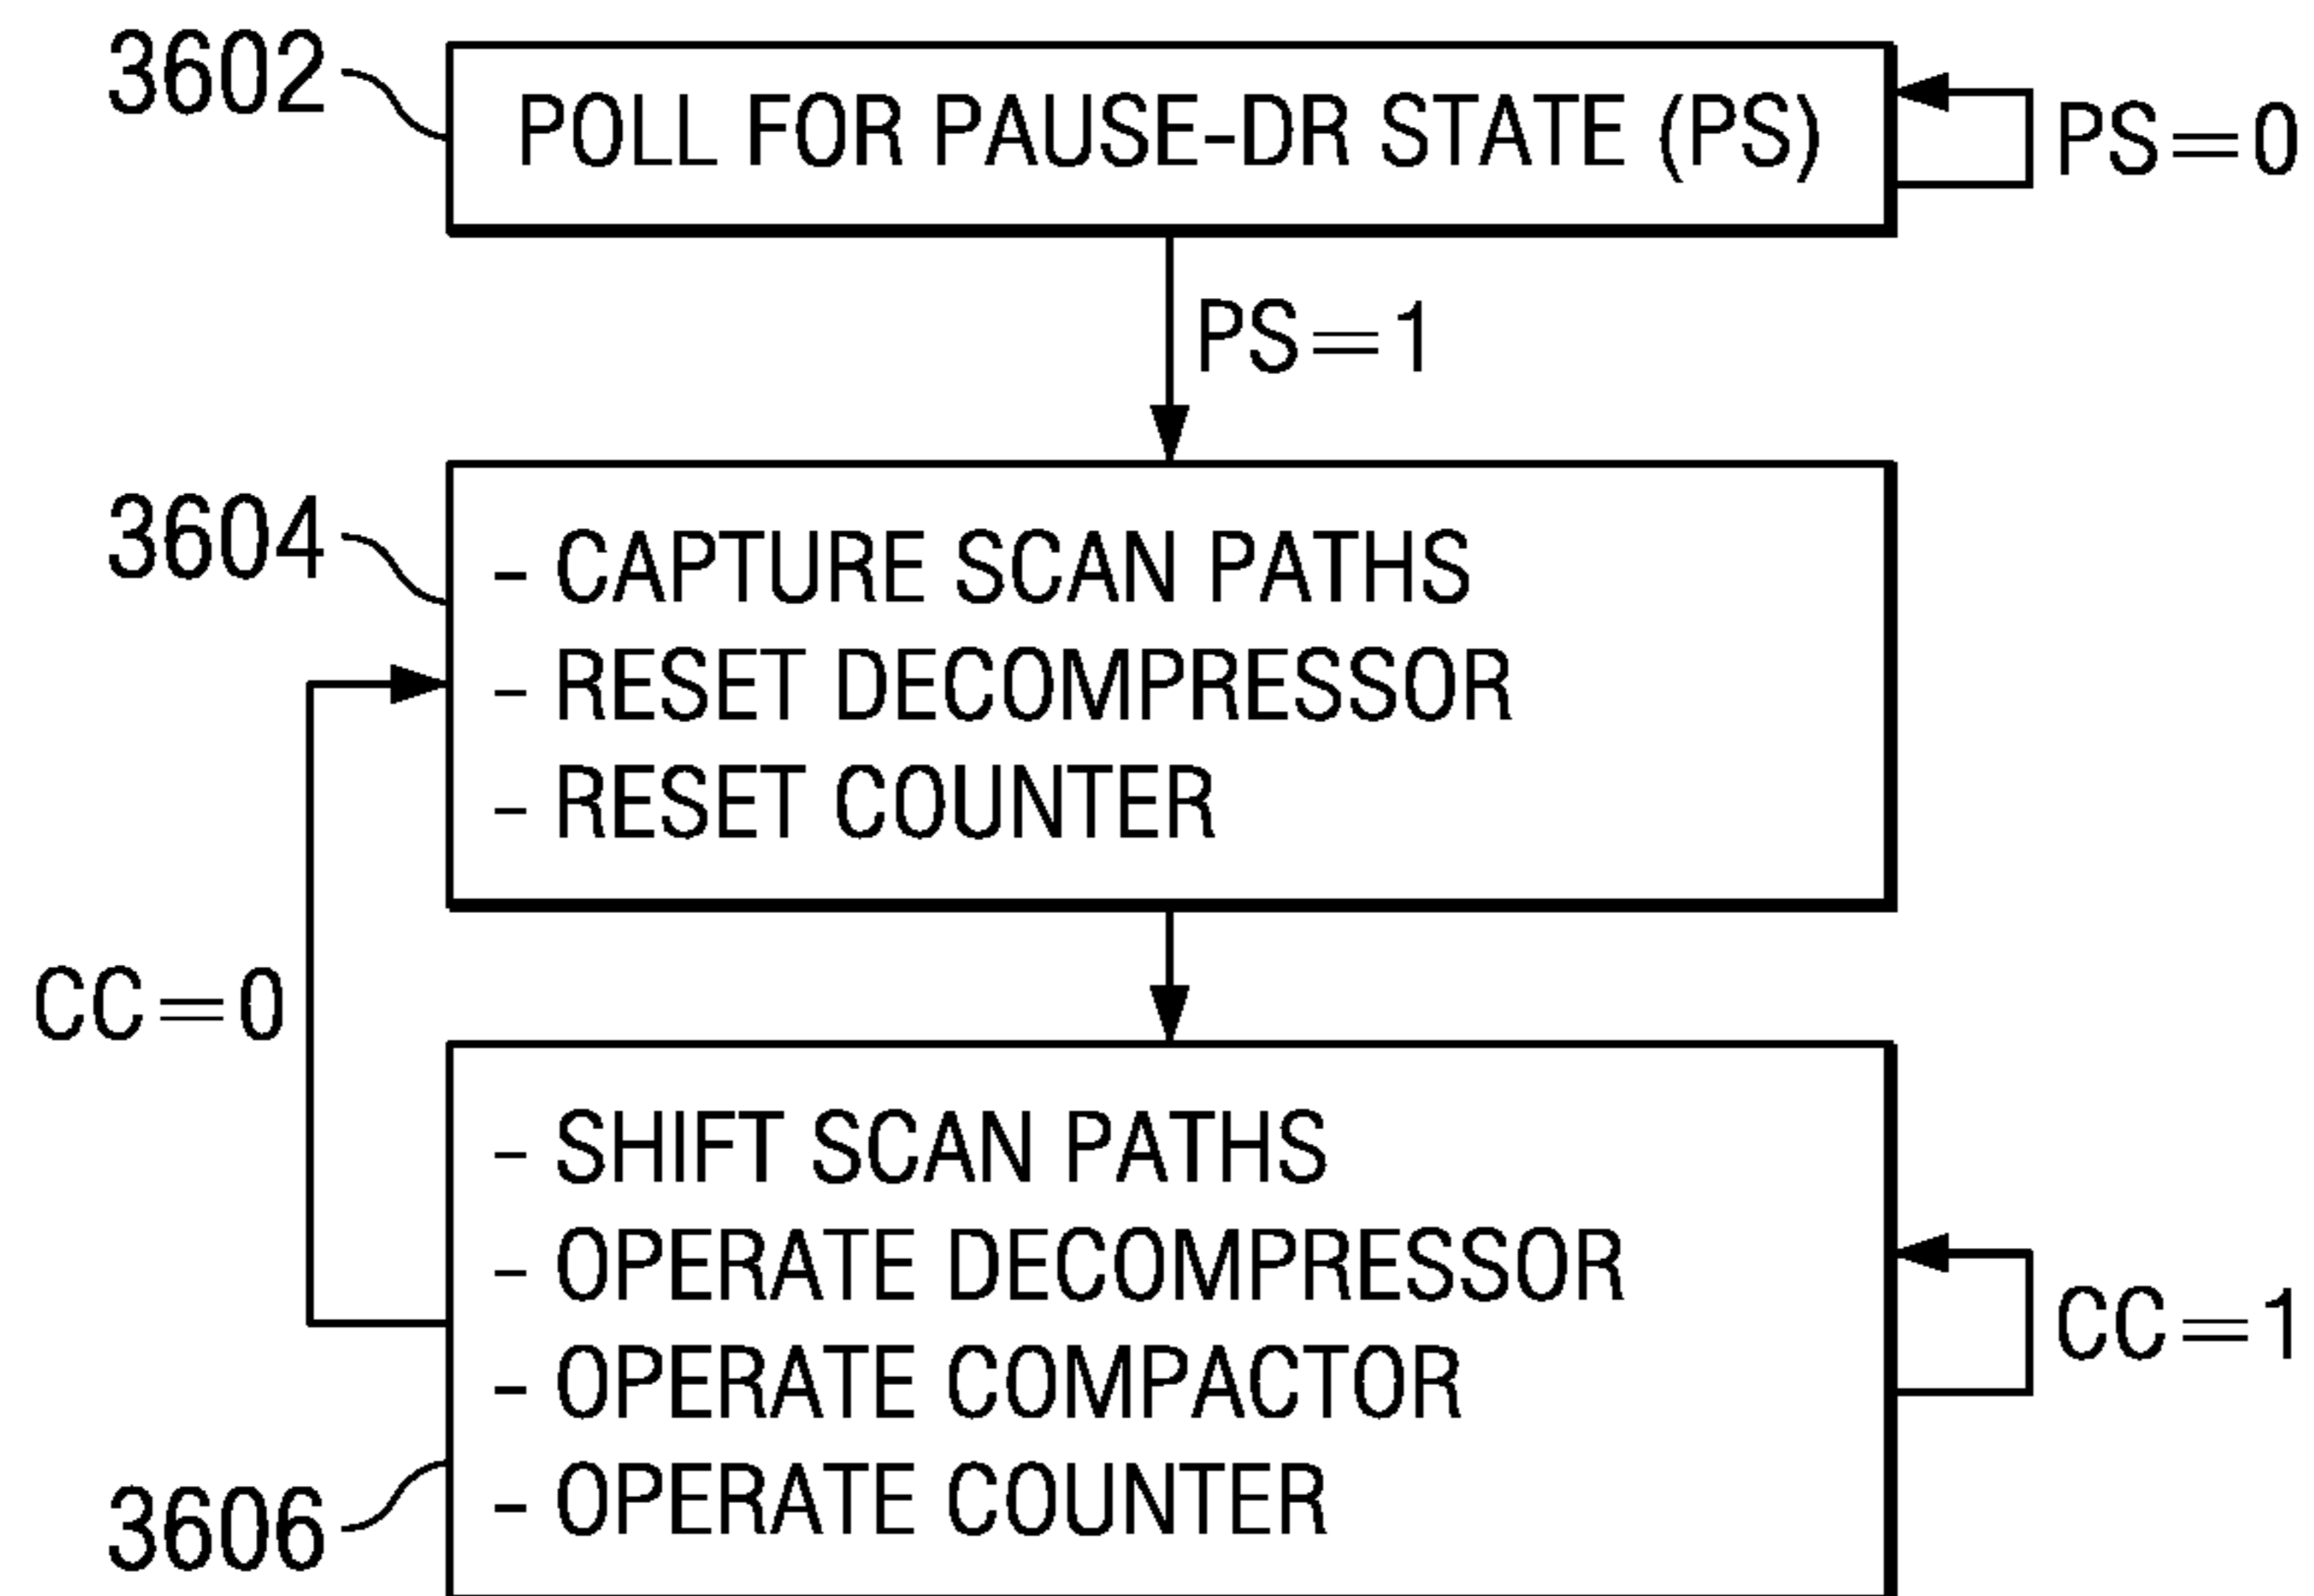 3602
POLL FOR PAUSE-DR STATE (PS)
PS=0
PS=1
3604
- CAPTURE SCAN PATHS
- RESET DECOMPRESSOR
- RESET COUNTER
CC=0
- SHIFT SCAN PATHS
- OPERATE DECOMPRESSOR
- OPERATE COMPACTOR
- OPERATE COUNTER
CC=1
3606